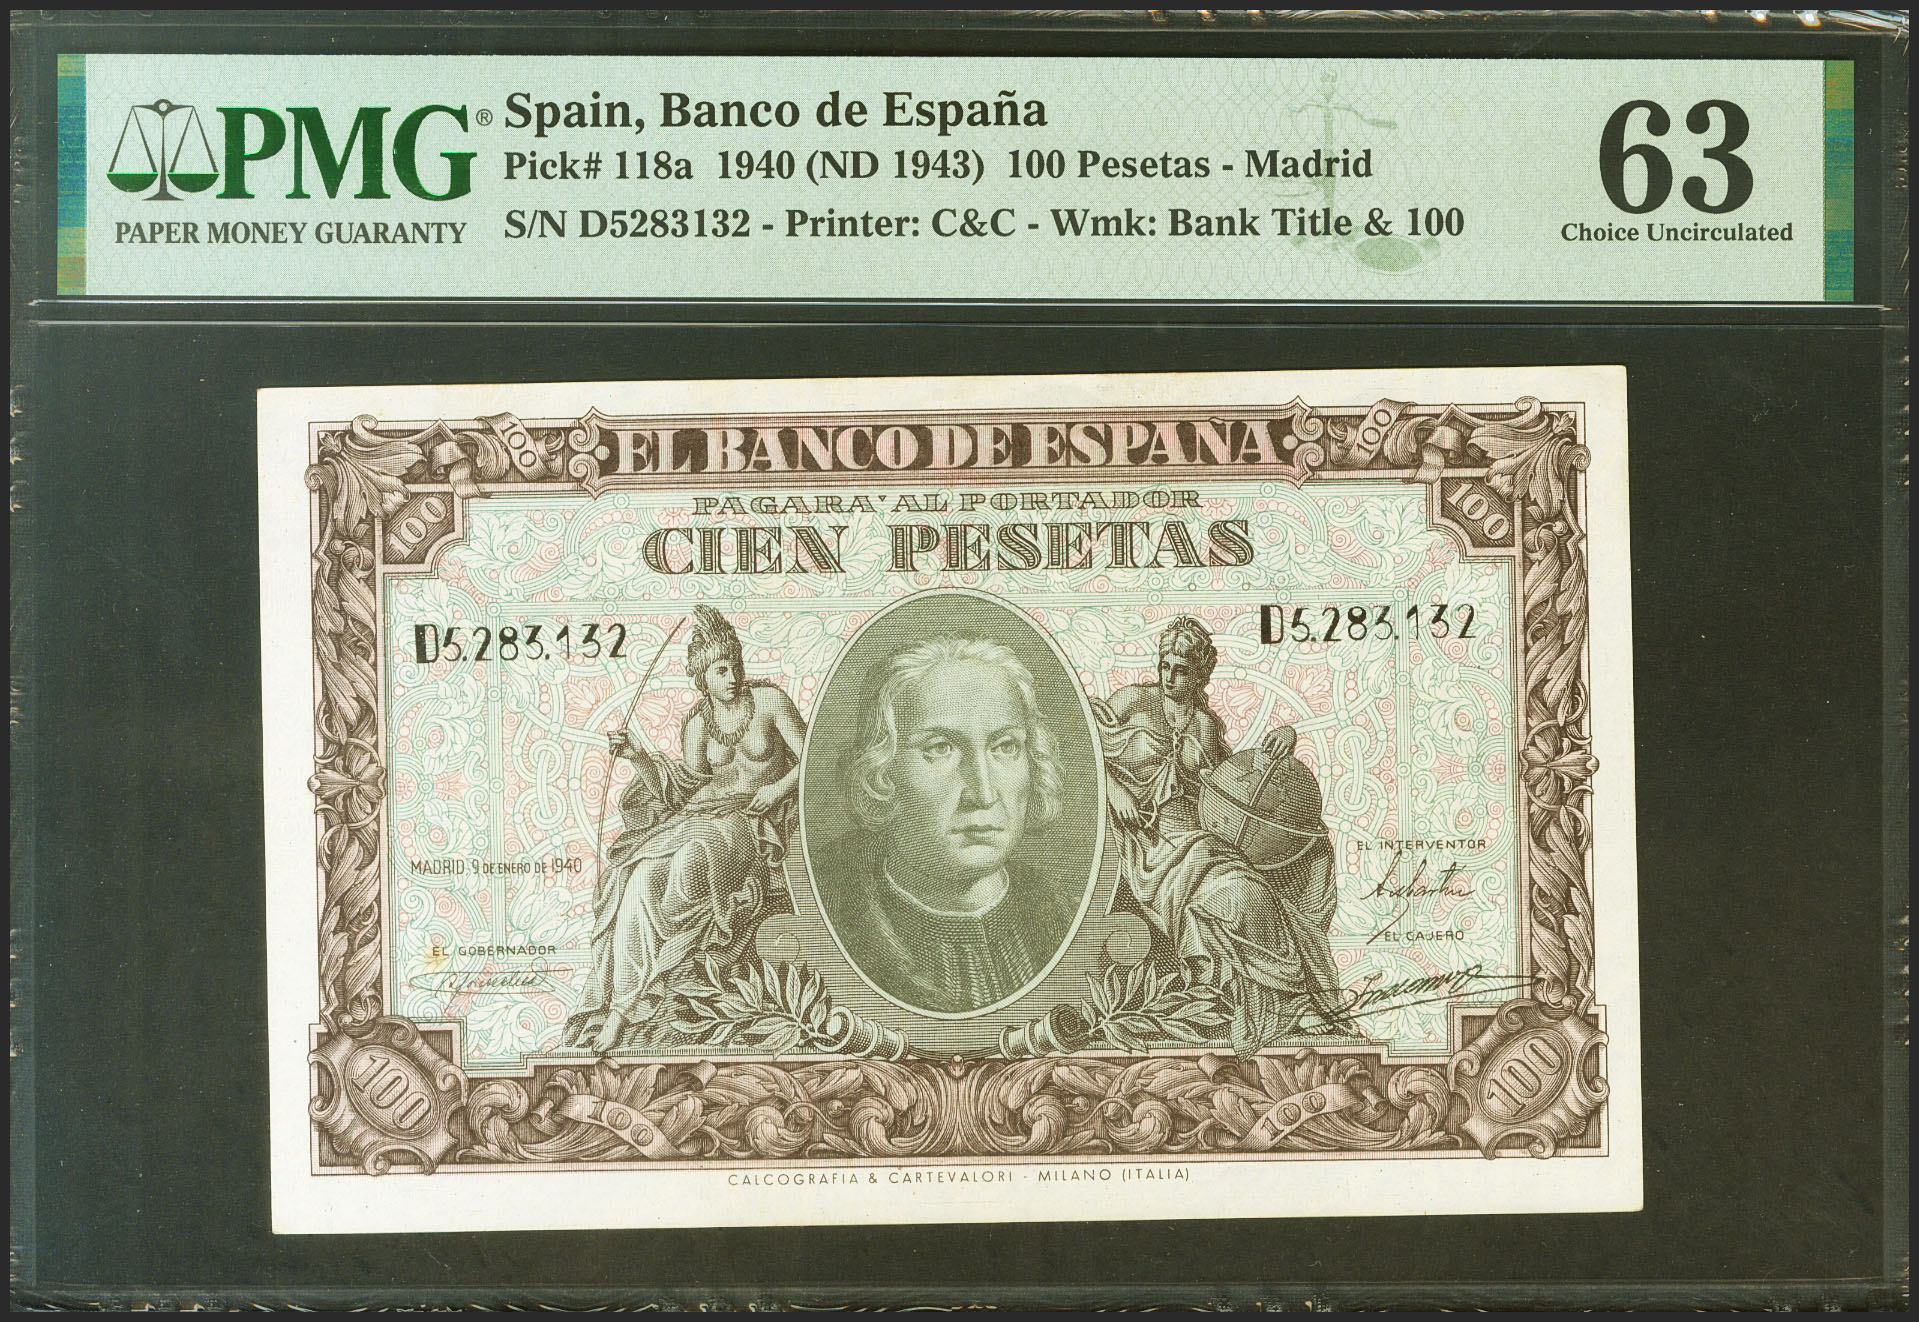 PMG®
PAPER MONEY GUARANTY
Spain, Banco de España
Pick# 118a 1940 (ND 1943) 100 Pesetas - Madrid
S/N D5283132 - Printer: C&C - Wmk: Bank Title & 100
63
Choice Uncirculated
100
EL BANCO DE ESPAÑA
100
100
PAGARA' AL PORTADOR
100
CIEN PESETAS
D5.283.132
D5.283.132
MADRID, 9 DE ENERO DE 1940
EL INTERVENTOR
EL CAJERO
EL GOBERNADOR
100
100
100
100
CALCOGRAFIA & CARTEVALORI - MILANO (ITALIA)